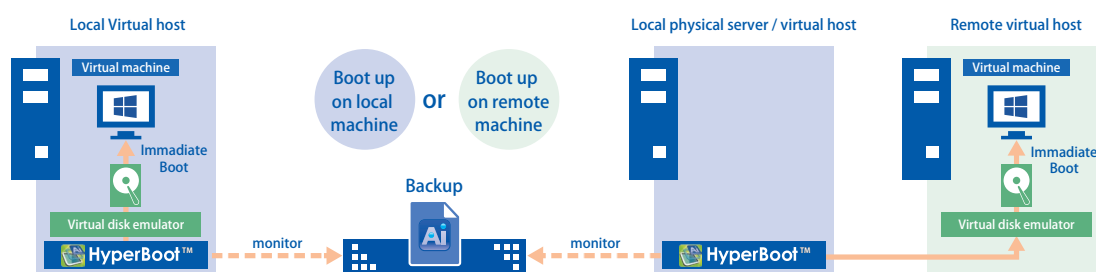 Local Virtual host
Virtual machine
Immadiate
Boot
Virtual disk emulator
HyperBoot™
monitor
Boot up
on local
machine
or
Boot up
on remote
machine
Backup
Ai
monitor
Local physical server / virtual host
HyperBoot™
Remote virtual host
Virtual machine
Immadiate
Boot
Virtual disk emulator